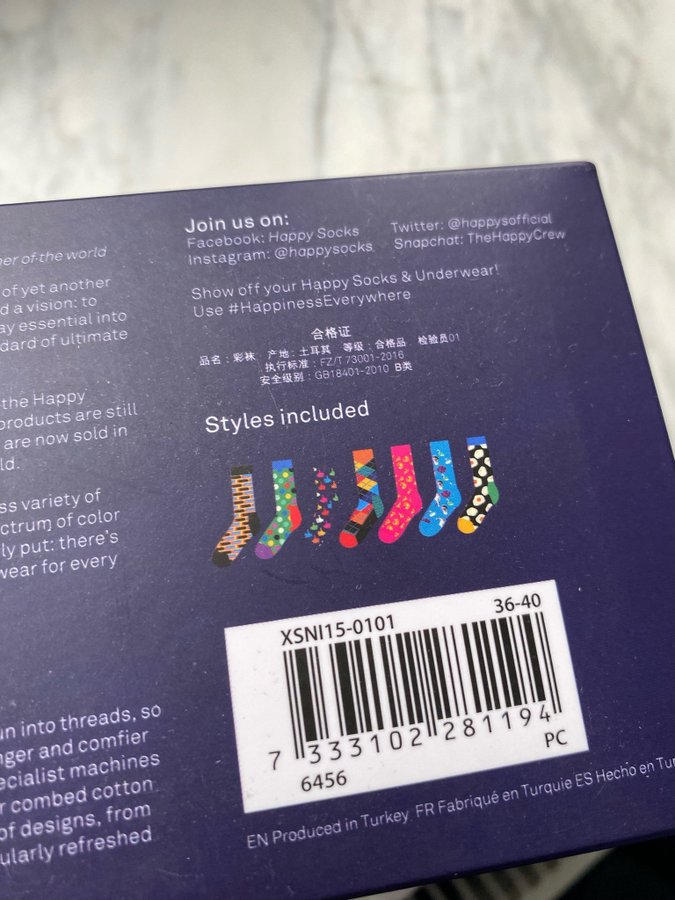 er of the world
of yet another
d a vision: to
ay essential into
dard of ultimate
the Happy
products are still
are now sold in
ld.
ss variety of
ctrum of color
ly put: there's
wear for every
un into threads, so
nger and comfier
ecialist machines
r combed cotton
of designs, from
ularly refreshed
Join us on:
Facebook: Happy Socks
Twitter: @happysofficial
Instagram: @happysocks
Snapchat: TheHappyCrew
Show off your Happy Socks & Underwear!
Use #HappinessEverywhere
合格证
品名：彩袜 产地：土耳其 等级：合格品 检验员01
执行标准：FZ/T 73001-2016
安全级别：GB18401-2010 B类
Styles included
XSNI15-0101
36-40
7 333102 281194
6456
PC
EN Produced in Turkey FR Fabriqué en Turquie ES Hecho en Tur